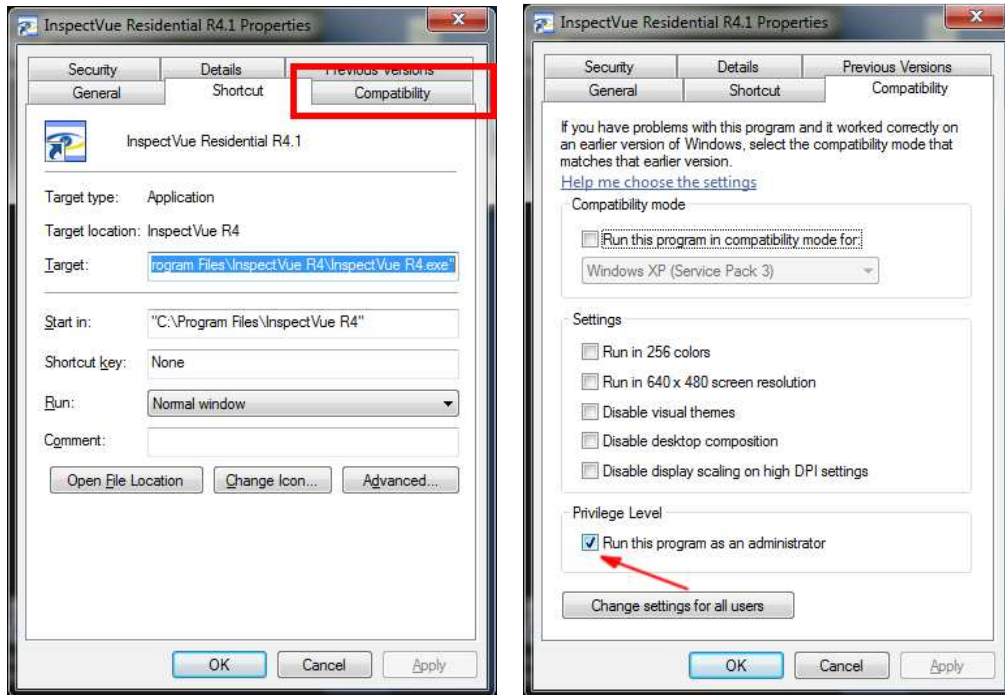 InspectVue Residential R4.1 Properties
Security Details Previous Versions
General Shortcut Compatibility
InspectVue Residential R4.1
Target type: Application
Target location: InspectVue R4
Target: rogram Files\InspectVue R4\InspectVue R4.exe"
Start in: "C:\Program Files\InspectVue R4"
Shortcut key: None
Run: Normal window
Comment:
Open File Location Change Icon... Advanced...
OK Cancel Apply
InspectVue Residential R4.1 Properties
Security Details Previous Versions
General Shortcut Compatibility
If you have problems with this program and it worked correctly on
an earlier version of Windows, select the compatibility mode that
matches that earlier version.
Help me choose the settings
Compatibility mode
Run this program in compatibility mode for:
Windows XP (Service Pack 3)
Settings
Run in 256 colors
Run in 640 x 480 screen resolution
Disable visual themes
Disable desktop composition
Disable display scaling on high DPI settings
Privilege Level
Run this program as an administrator
Change settings for all users
OK Cancel Apply